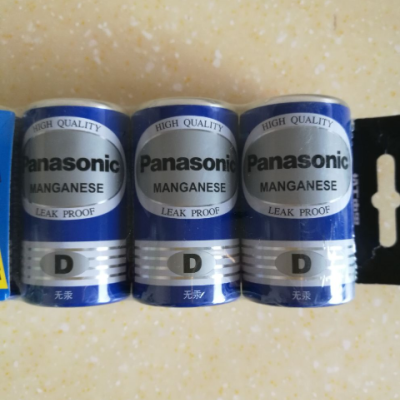 HIGH QUALITY
Panasonic
MANGANESE
LEAK PROOF
D
无汞
HIGH QUALITY
Panasonic
MANGANESE
LEAK PROOF
D
无汞
HIGH QUALITY
Panasonic
MANGANESE
LEAK PROOF
D
无汞